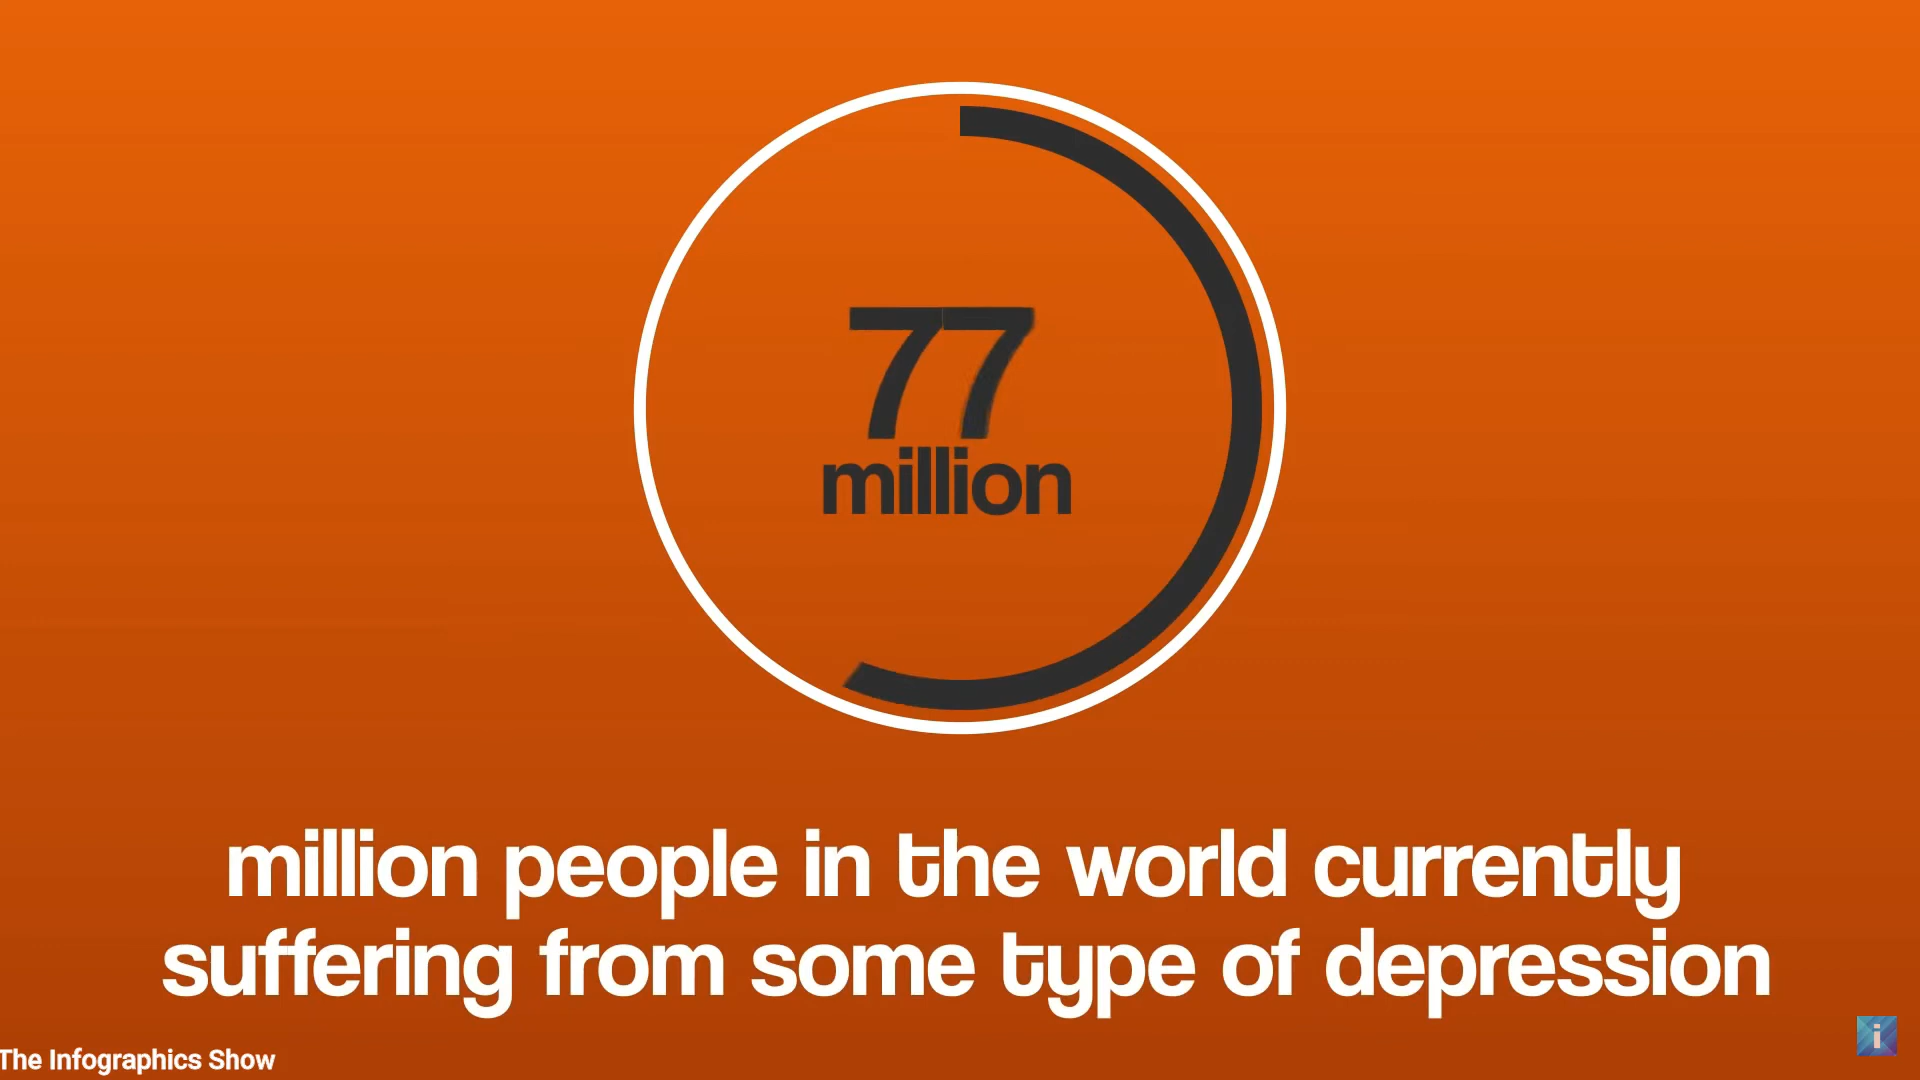 77
million
million people in the world currently
suffering from some type of depression
The Infographics Show
i